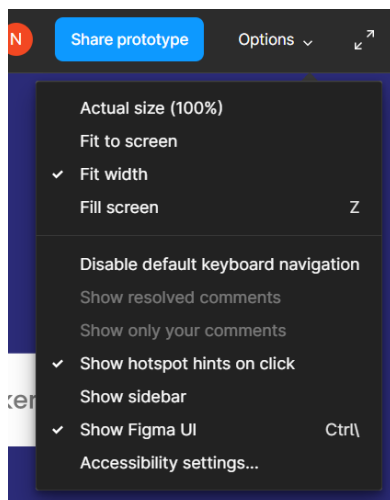 N
Share prototype
Options
Actual size (100%)
Fit to screen
Fit width
Fill screen Z
Disable default keyboard navigation
Show resolved comments
Show only your comments
Show hotspot hints on click
ker
Show sidebar
Show Figma UI Ctrl\
Accessibility settings...